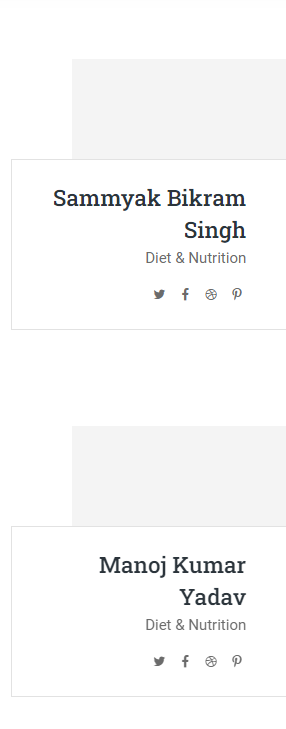 Sammyak Bikram
Singh
Diet & Nutrition
Manoj Kumar
Yadav
Diet & Nutrition